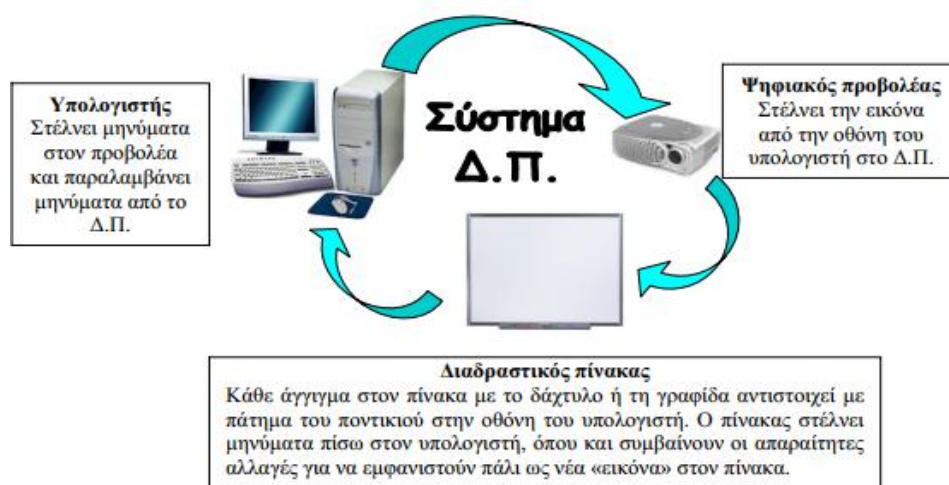 Υπολογιστής
Στέλνει μηνύματα
στον προβολέα
και παραλαμβάνει
μηνύματα από το
Δ.Π.
Σύστημα
Δ.Π.
Ψηφιακός προβολέας
Στέλνει την εικόνα
από την οθόνη του
υπολογιστή στο Δ.Π.
Διαδραστικός πίνακας
Κάθε άγγιγμα στον πίνακα με το δάχτυλο ή τη γραφίδα αντιστοιχεί με
πάτημα του ποντικιού στην οθόνη του υπολογιστή. Ο πίνακας στέλνει
μηνύματα πίσω στον υπολογιστή, όπου και συμβαίνουν οι απαραίτητες
αλλαγές για να εμφανιστούν πάλι ως νέα «εικόνα» στον πίνακα.